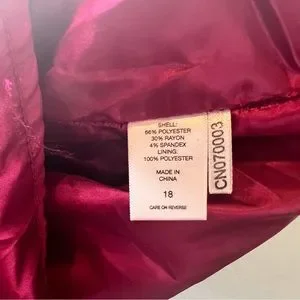 SHELL:
66% POLYESTER
30% RAYON
4% SPANDEX
LINING:
100% POLYESTER
MADE IN
CHINA
18
CARE ON REVERSE
CN070003